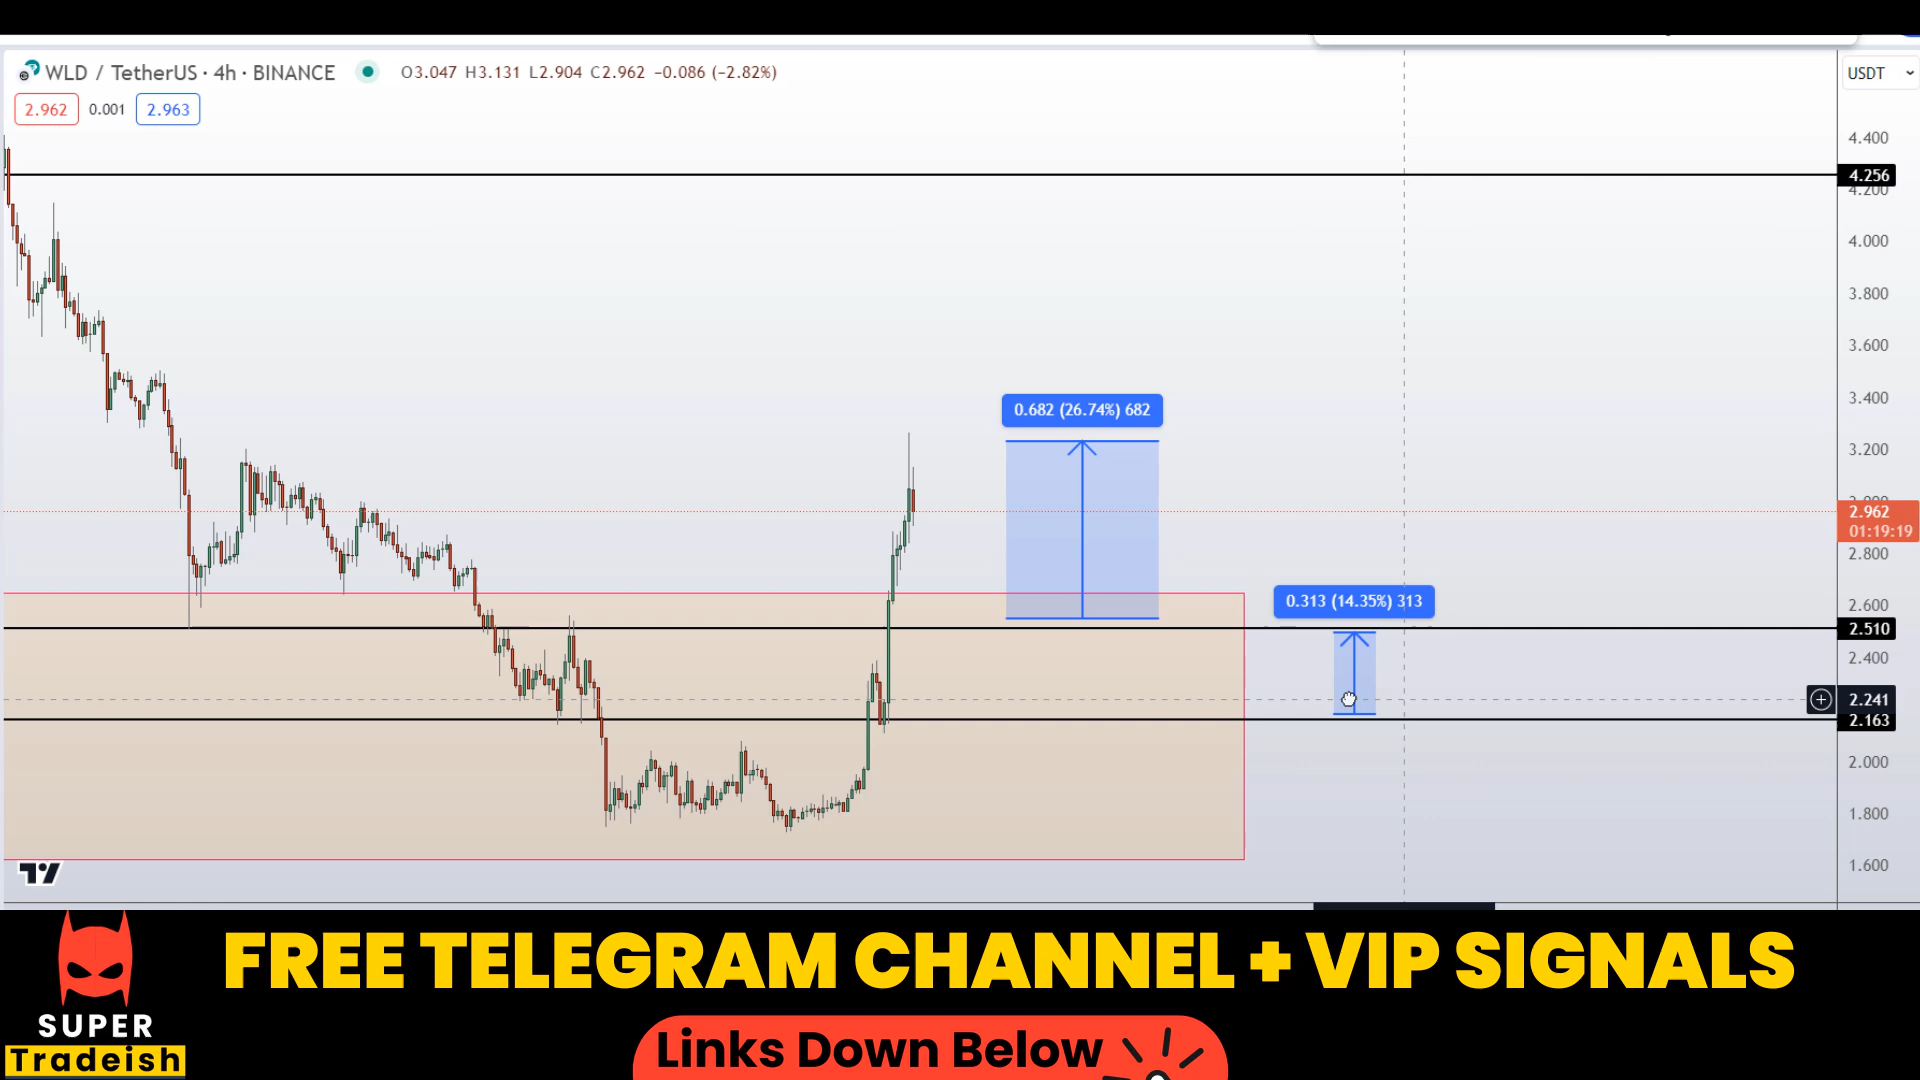 WLD / TetherUS · 4h · BINANCE O3.047 H3.131 L2.904 C2.962 −0.086 (−2.82%)
USDT
2.962 0.001 2.963
4.400
4.256
4.200
4.000
3.800
3.600
3.400
3.200
3.000
2.962
01:19:19
2.800
2.600
2.510
2.400
2.241
2.163
2.000
1.800
1.600
0.682 (26.74%) 682
0.313 (14.35%) 313
FREE TELEGRAM CHANNEL + VIP SIGNALS
SUPER
Tradeish
Links Down Below